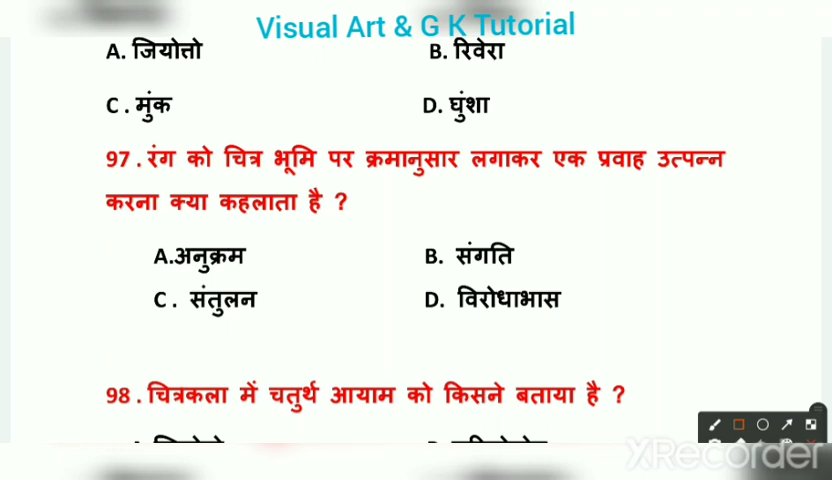 Visual Art & G K Tutorial
A. जियोत्तो B. रिवेरा
C . मुंक D. घुंशा
97 . रंग को चित्र भूमि पर क्रमानुसार लगाकर एक प्रवाह उत्पन्न
करना क्या कहलाता है ?
A.अनुक्रम B. संगति
C . संतुलन D. विरोधाभास
98 . चित्रकला में चतुर्थ आयाम को किसने बताया है ?
XRecorder